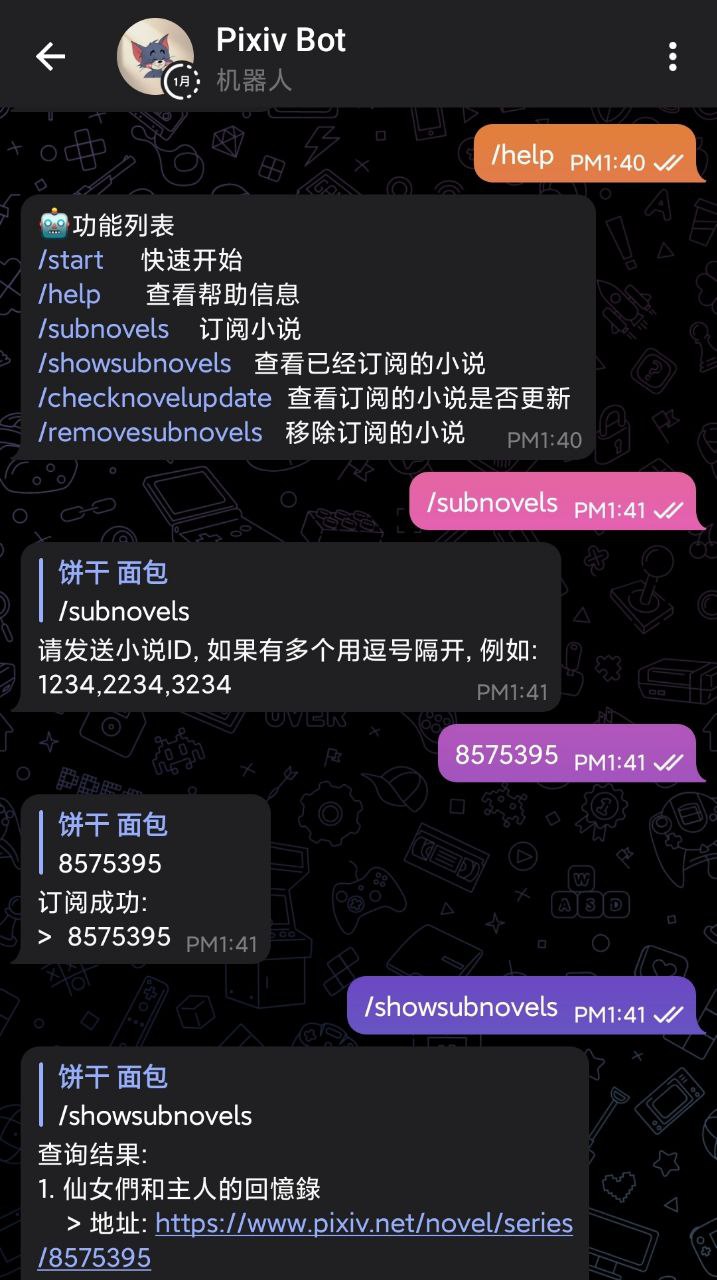 Pixiv Bot
1月
机器人
/help PM1:40
🤖功能列表
/start 快速开始
/help 查看帮助信息
/subnovels 订阅小说
/showsubnovels 查看已经订阅的小说
/checknovelupdate 查看订阅的小说是否更新
/removesubnovels 移除订阅的小说 PM1:40
/subnovels PM1:41
饼干 面包
/subnovels
请发送小说ID, 如果有多个用逗号隔开, 例如:
1234,2234,3234 PM1:41
8575395 PM1:41
饼干 面包
8575395
订阅成功:
> 8575395 PM1:41
/showsubnovels PM1:41
饼干 面包
/showsubnovels
查询结果:
1. 仙女們和主人的回憶錄
> 地址: https://www.pixiv.net/novel/series
/8575395